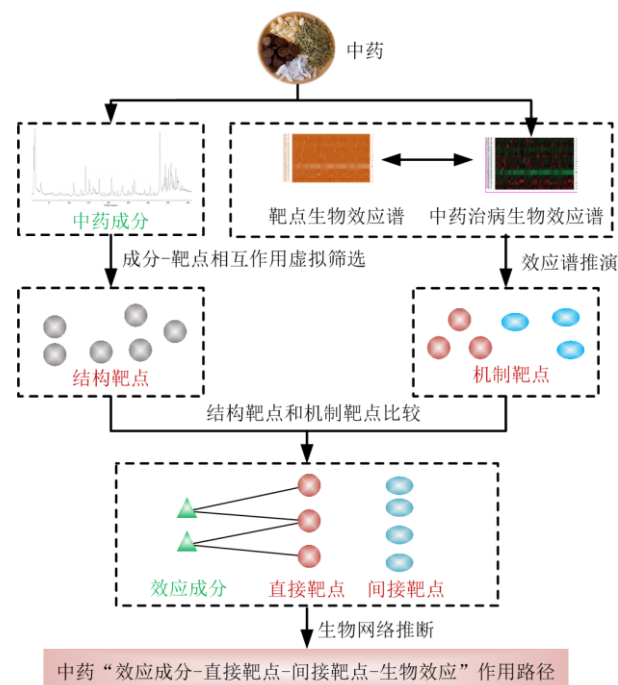 中药
中药成分
靶点生物效应谱
中药治病生物效应谱
成分-靶点相互作用虚拟筛选
效应谱推演
结构靶点
机制靶点
结构靶点和机制靶点比较
效应成分
直接靶点
间接靶点
生物网络推断
中药“效应成分-直接靶点-间接靶点-生物效应”作用路径